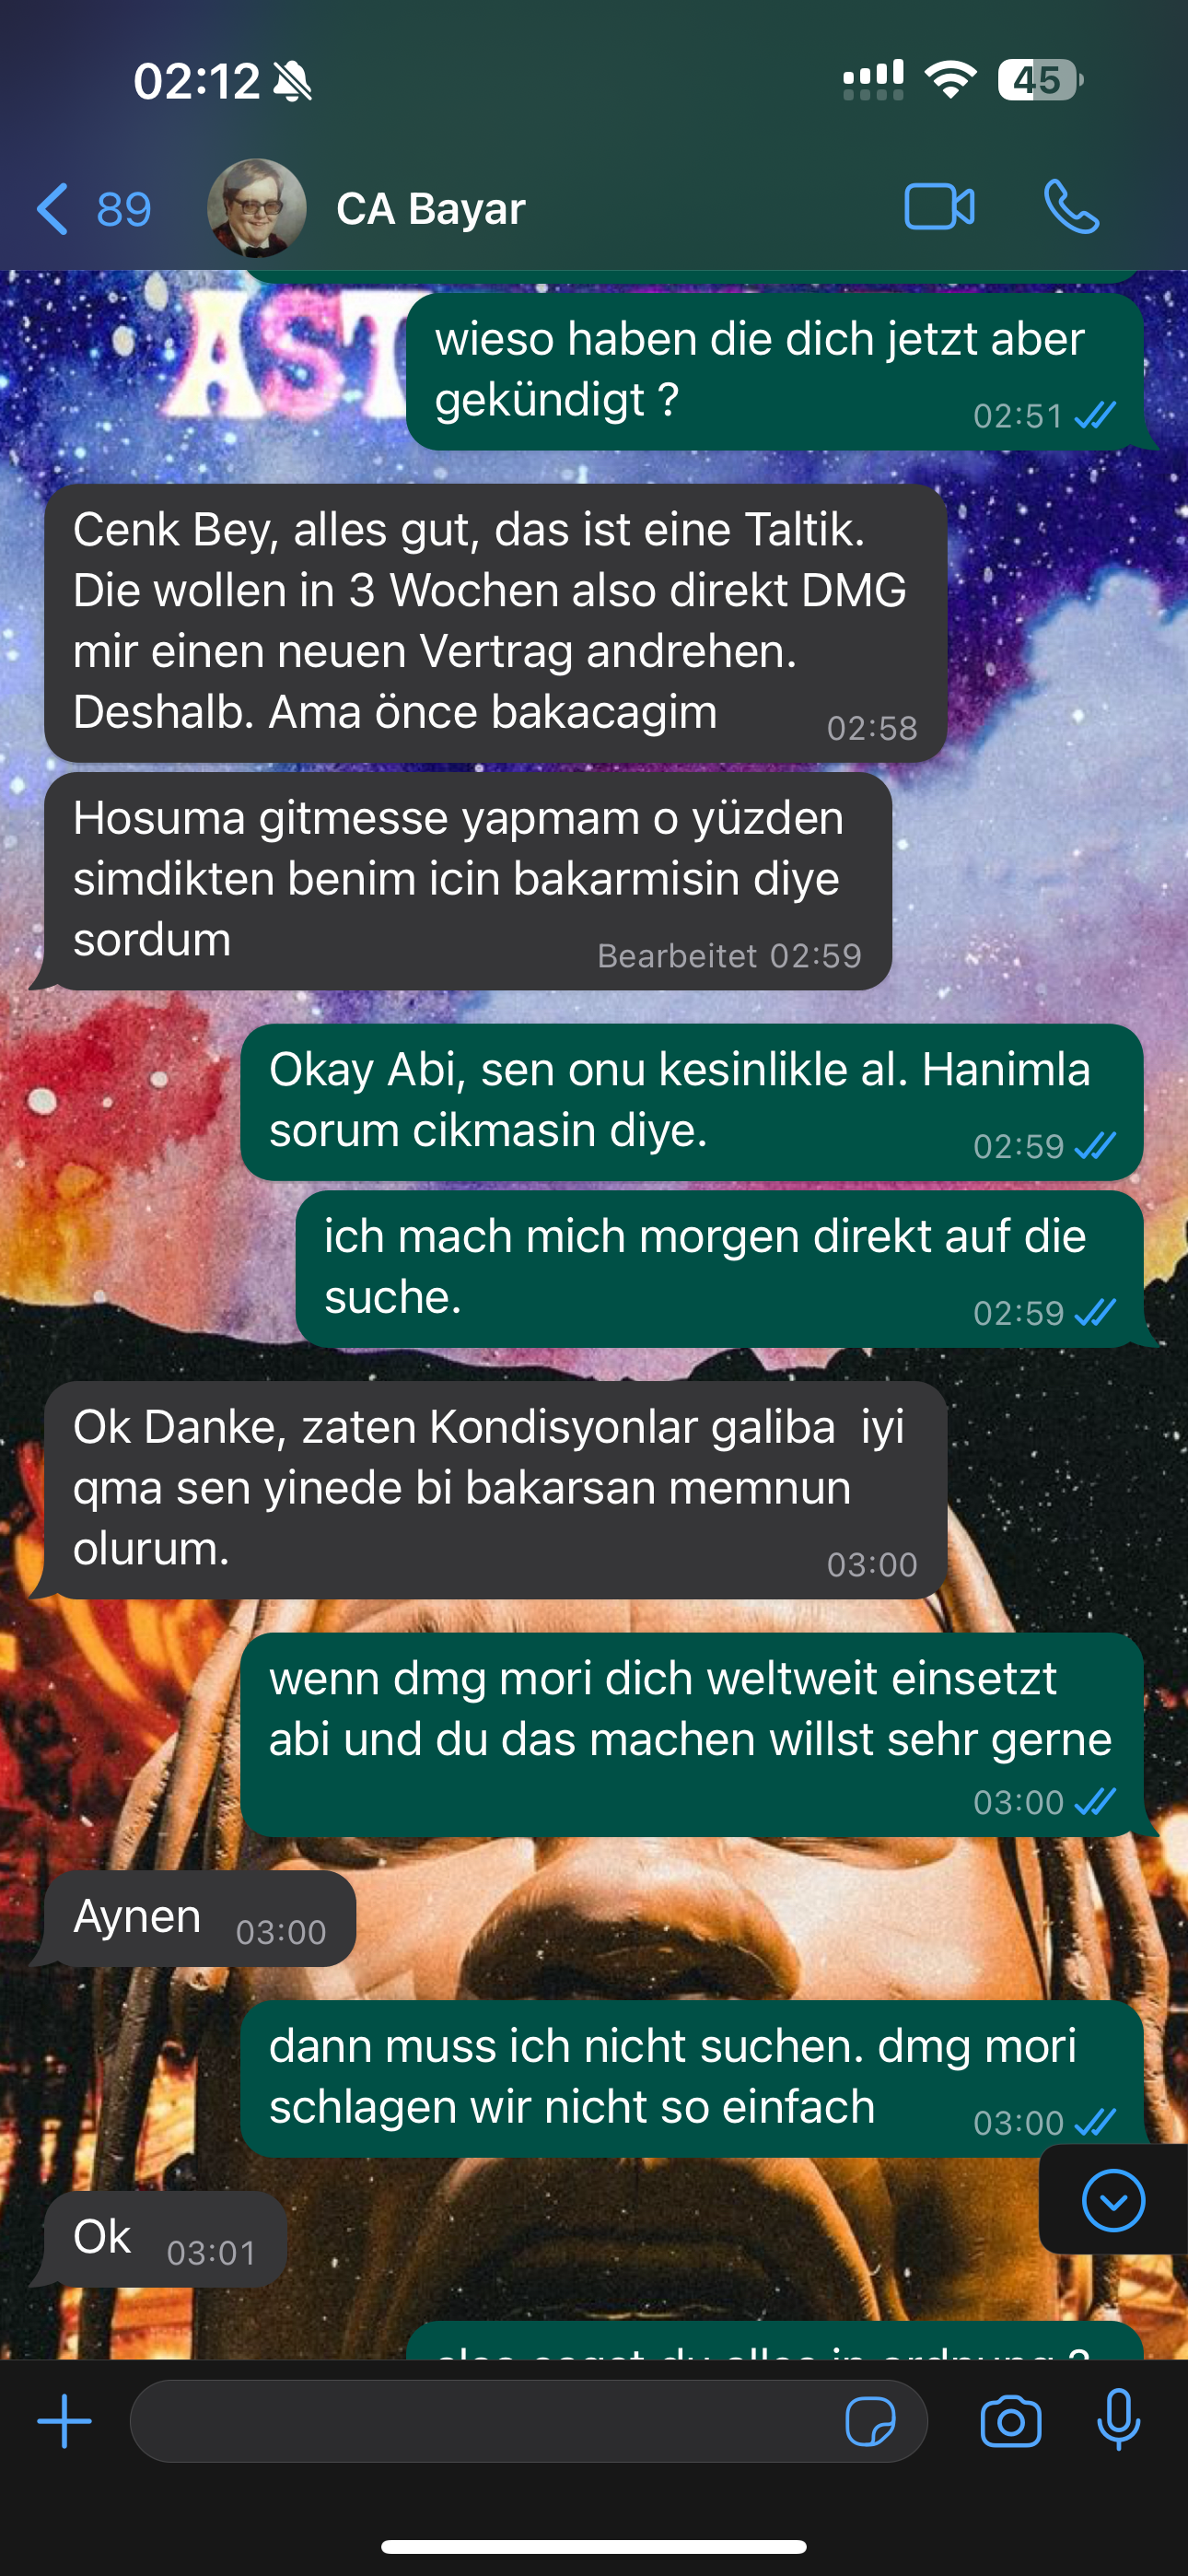 02:12
45
89
CA Bayar
AST
wieso haben die dich jetzt aber
gekündigt ?
02:51
Cenk Bey, alles gut, das ist eine Taltik.
Die wollen in 3 Wochen also direkt DMG
mir einen neuen Vertrag andrehen.
Deshalb. Ama önce bakacagim
02:58
Hosuma gitmesse yapmam o yüzden
simdikten benim icin bakarmisin diye
sordum
Bearbeitet 02:59
Okay Abi, sen onu kesinlikle al. Hanimla
sorum cikmasin diye.
02:59
ich mach mich morgen direkt auf die
suche.
02:59
Ok Danke, zaten Kondisyonlar galiba  iyi
qma sen yinede bi bakarsan memnun
olurum.
03:00
wenn dmg mori dich weltweit einsetzt
abi und du das machen willst sehr gerne
03:00
Aynen
03:00
dann muss ich nicht suchen. dmg mori
schlagen wir nicht so einfach
03:00
Ok
03:01
also sagst du alles in ordnung ?